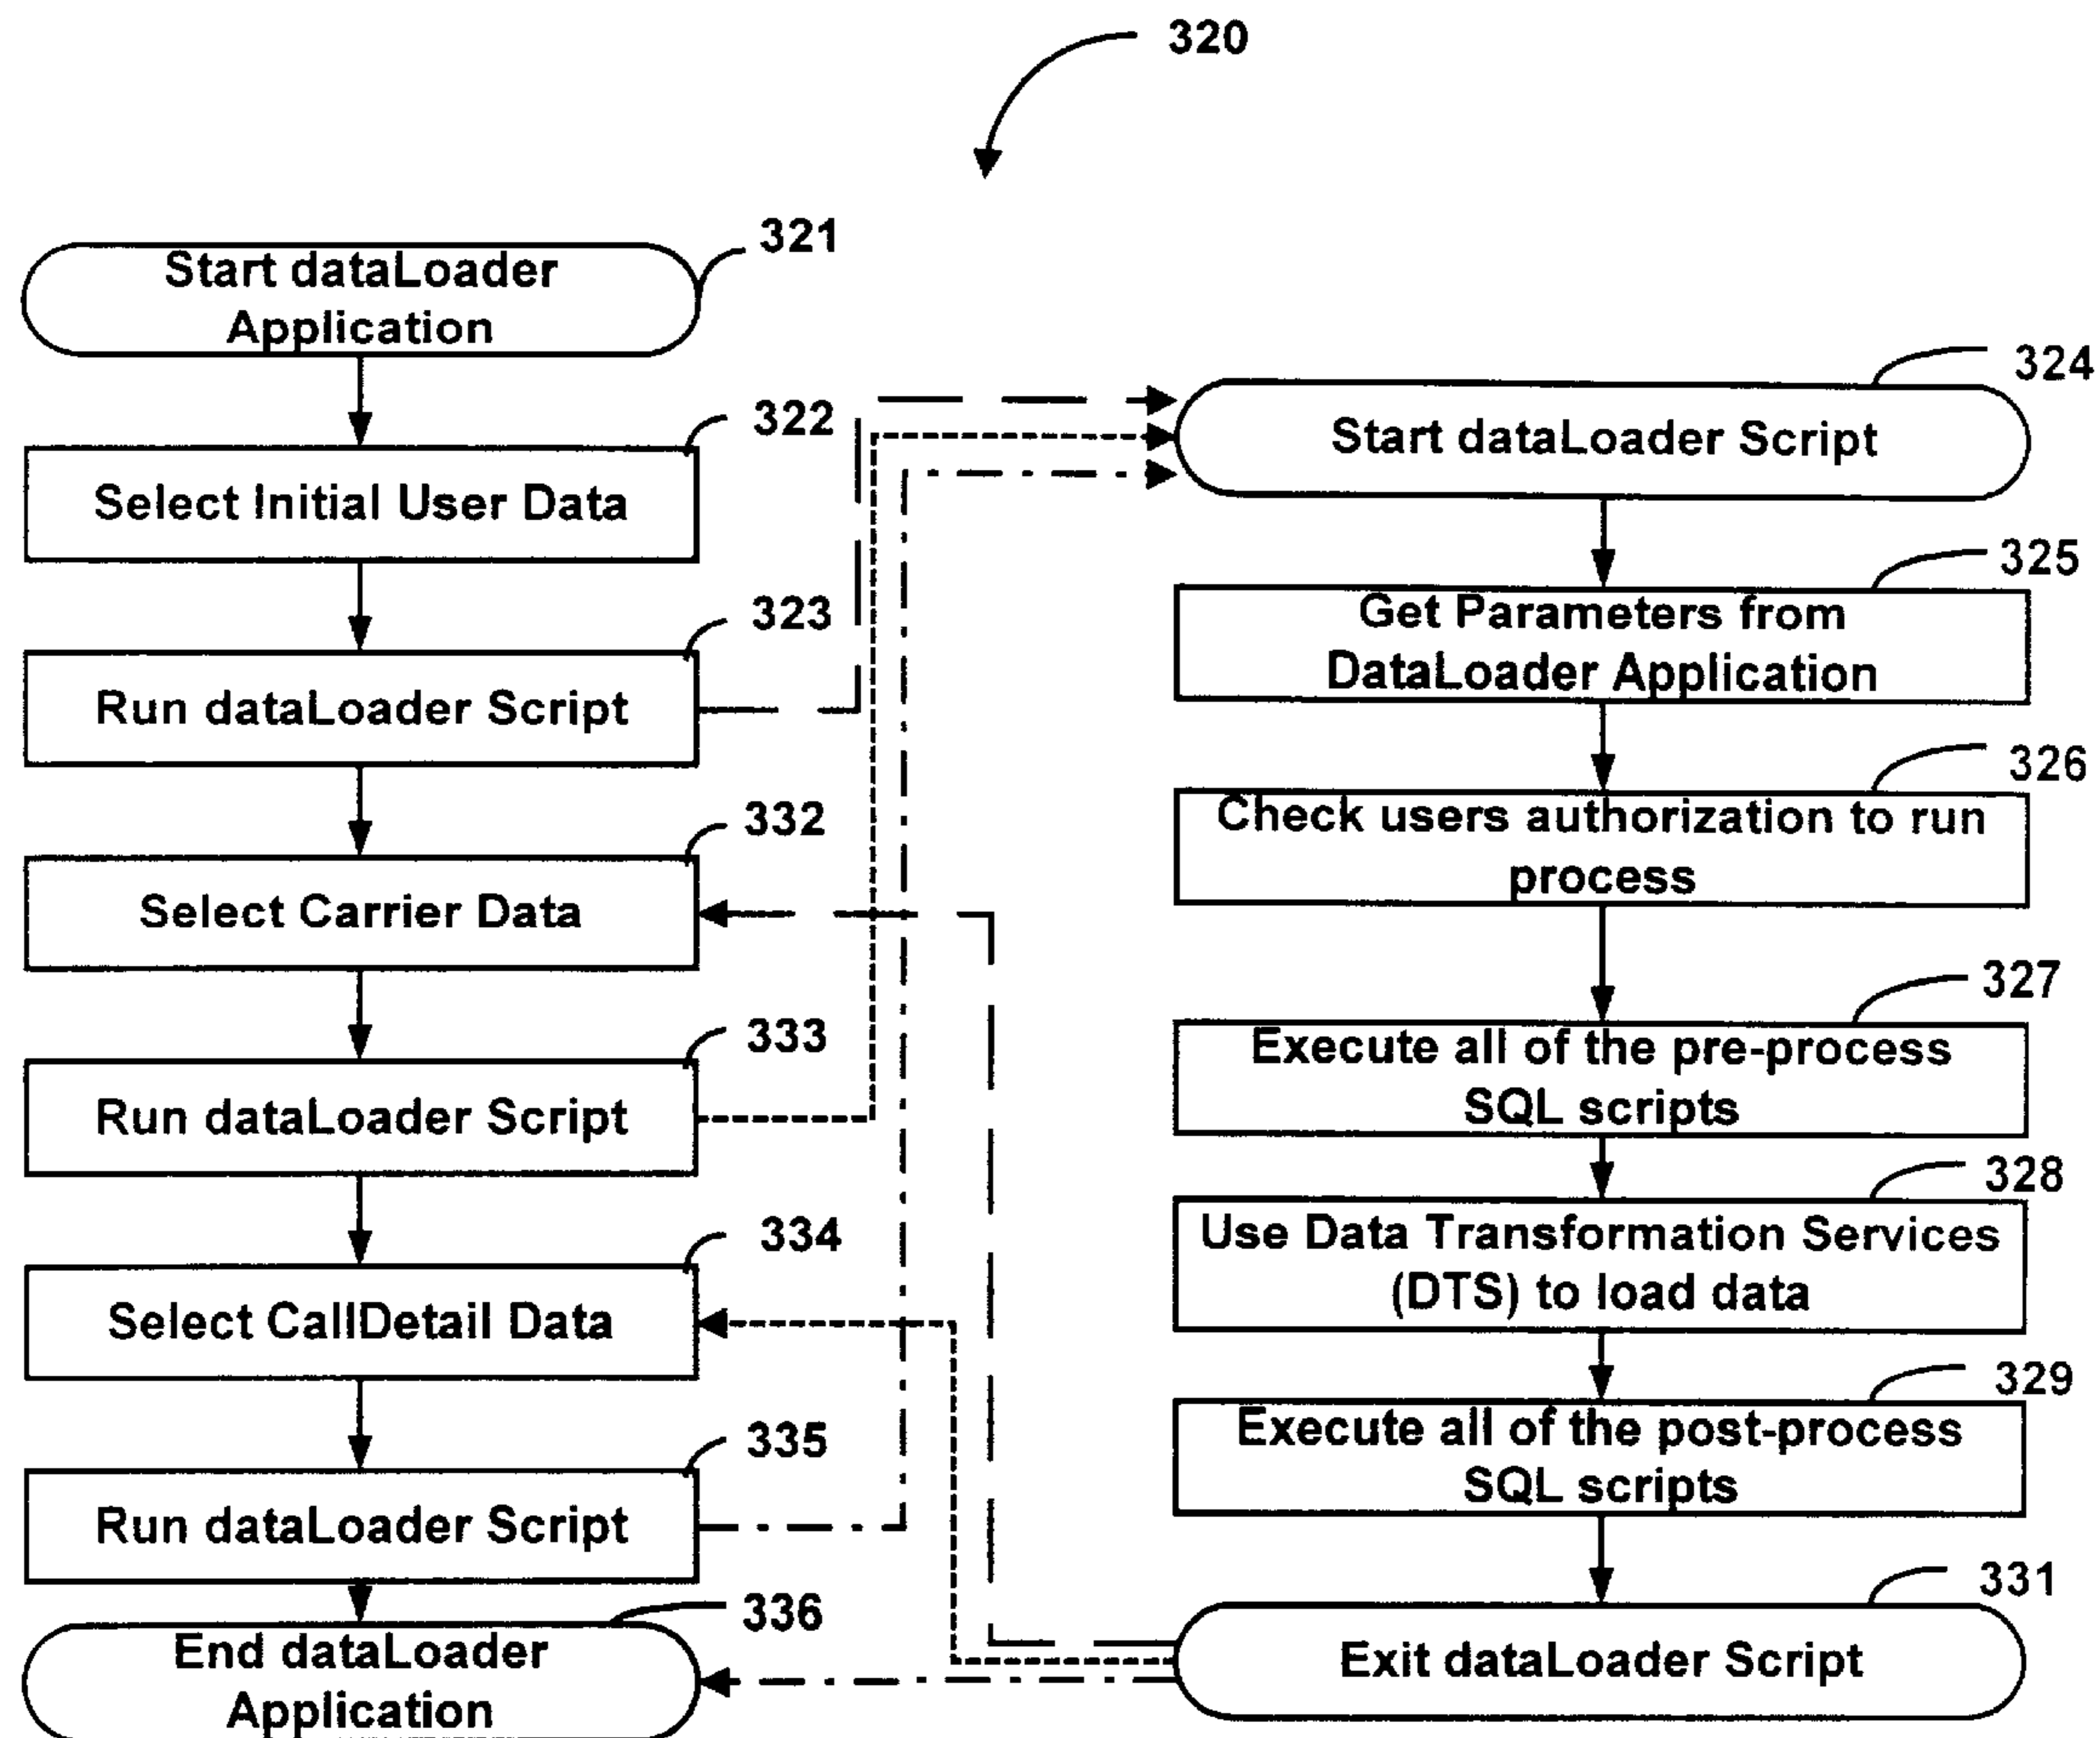 320
321
Start dataLoader
Application
322
Select Initial User Data
323
Run dataLoader Script
332
Select Carrier Data
333
Run dataLoader Script
334
Select CallDetail Data
335
Run dataLoader Script
336
End dataLoader
Application
324
Start dataLoader Script
325
Get Parameters from
DataLoader Application
326
Check users authorization to run
process
327
Execute all of the pre-process
SQL scripts
328
Use Data Transformation Services
(DTS) to load data
329
Execute all of the post-process
SQL scripts
331
Exit dataLoader Script